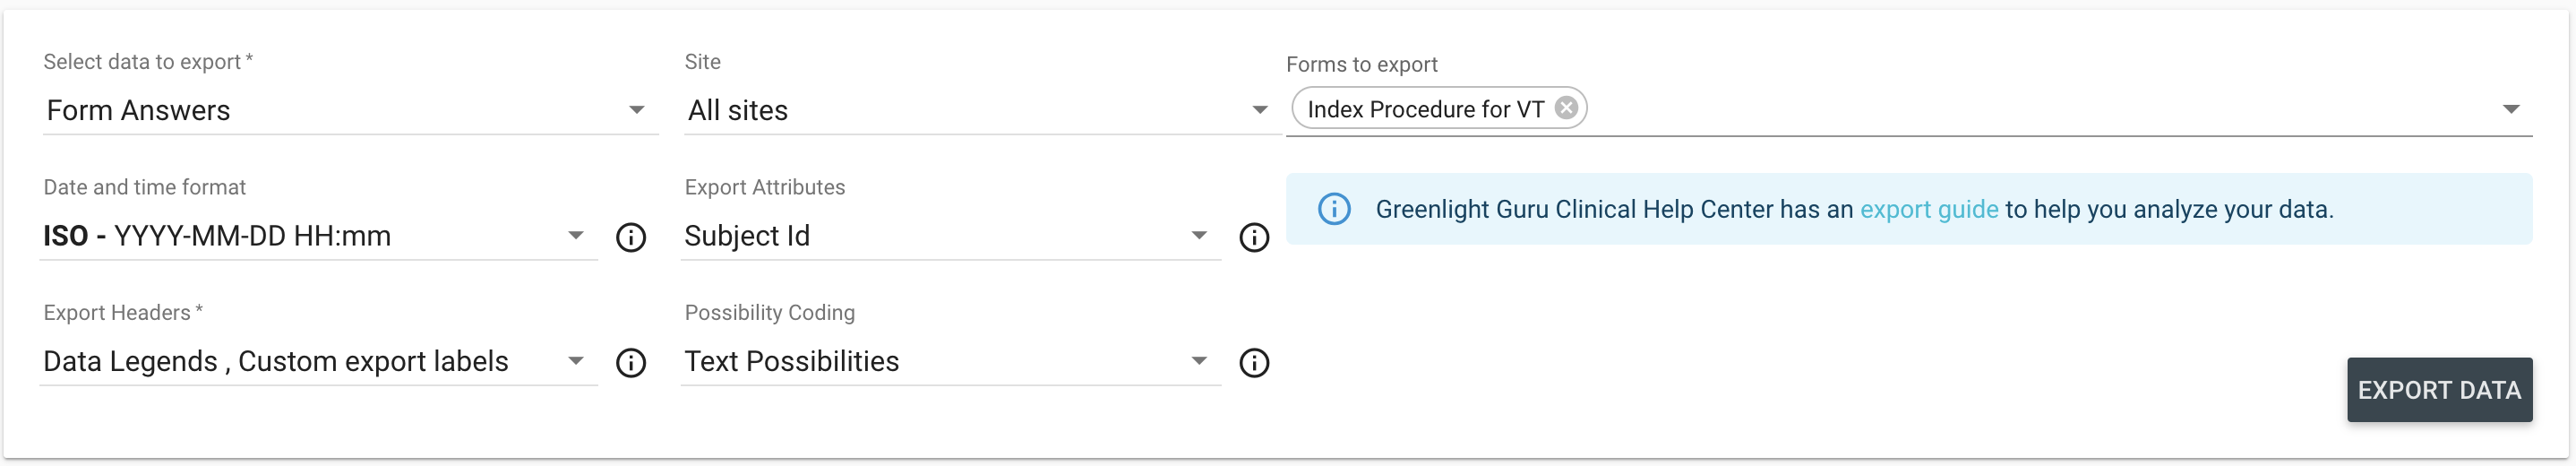 Select data to export *
Form Answers
Site
All sites
Forms to export
Index Procedure for VT
Date and time format
ISO - YYYY-MM-DD HH:mm
Export Attributes
Subject Id
Greenlight Guru Clinical Help Center has an export guide to help you analyze your data.
Export Headers *
Data Legends , Custom export labels
Possibility Coding
Text Possibilities
EXPORT DATA